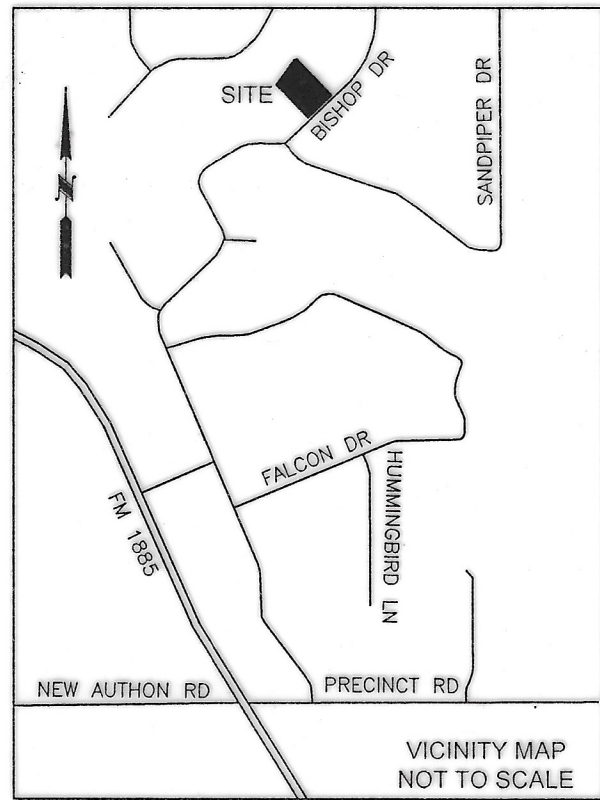 SITE
BISHOP DR
SANDPIPER DR
N
FALCON DR
HUMMINGBIRD LN
FM 1885
NEW AUTHON RD
PRECINCT RD
VICINITY MAP
NOT TO SCALE